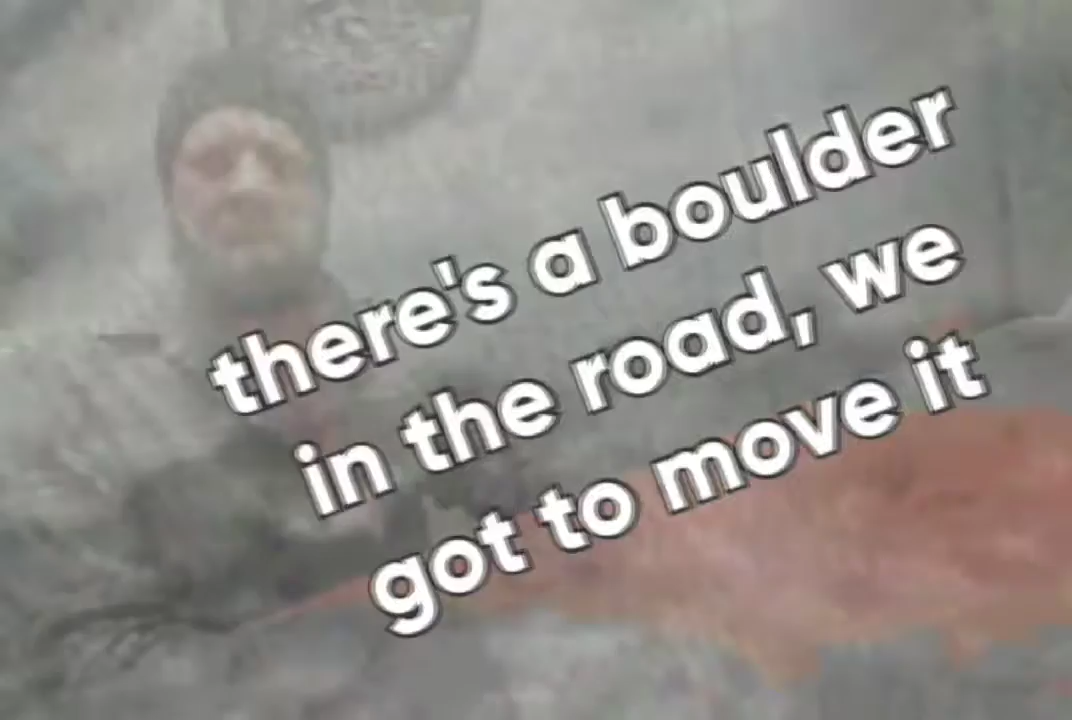 there's a boulder
in the road, we
got to move it